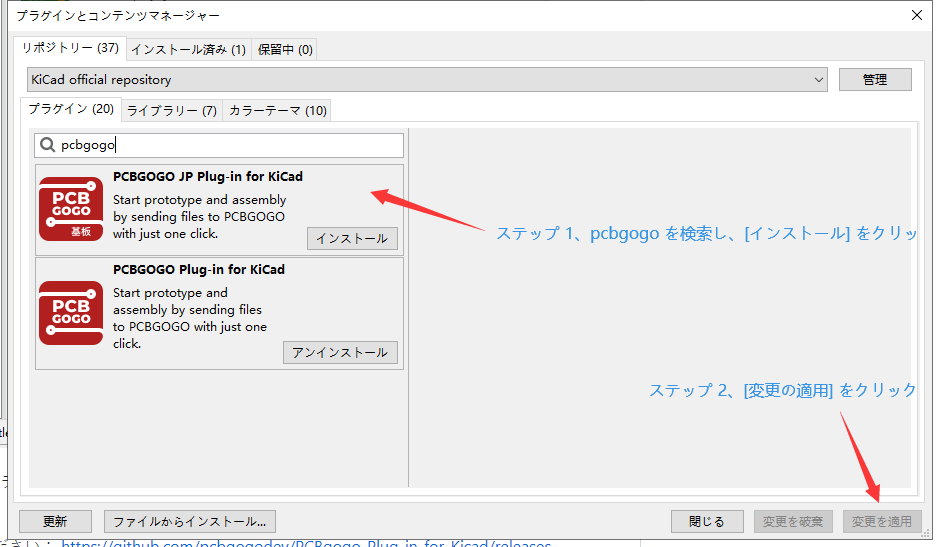 プラグインとコンテンツマネージャー
リポジトリー (37)
インストール済み (1)
保留中 (0)
KiCad official repository
管理
プラグイン (20)
ライブラリー (7)
カラーテーマ (10)
pcbgogo
PCBGOGO JP Plug-in for KiCad
PCB
GOGO
基板
Start prototype and assembly
by sending files to PCBGOGO
with just one click.
インストール
ステップ 1、pcbgogo を検索し、[インストール] をクリッ
PCBGOGO Plug-in for KiCad
PCB
GOGO
Start prototype and
assembly by sending files
to PCBGOGO with just one
click.
アンインストール
ステップ 2、[変更の適用] をクリック
更新
ファイルからインストール...
閉じる
変更を破棄
変更を適用
https://github.com/pcbgogodev/PCBgogo-Plug-in-for-Kicad/releases